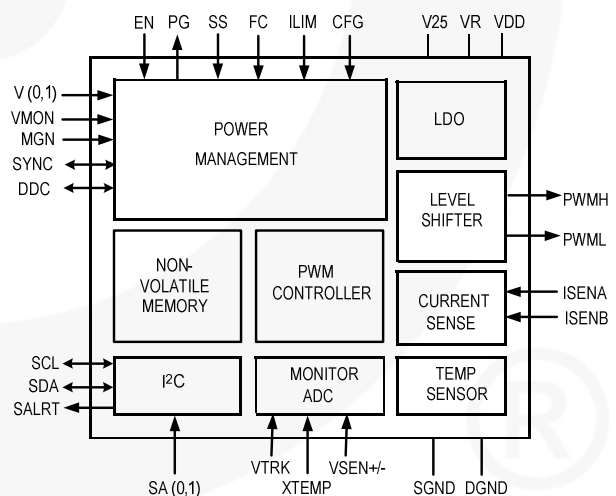 EN PG SS FC ILIM CFG V25 VR VDD
V (0,1)
VMON
MGN
SYNC
DDC
POWER
MANAGEMENT
LDO
LEVEL
SHIFTER
PWMH
PWML
NON-
VOLATILE
MEMORY
PWM
CONTROLLER
CURRENT
SENSE
ISENA
ISENB
SCL
SDA
SALRT
I²C
MONITOR
ADC
TEMP
SENSOR
SA (0,1)
VTRK
XTEMP
VSEN+/-
SGND
DGND
®